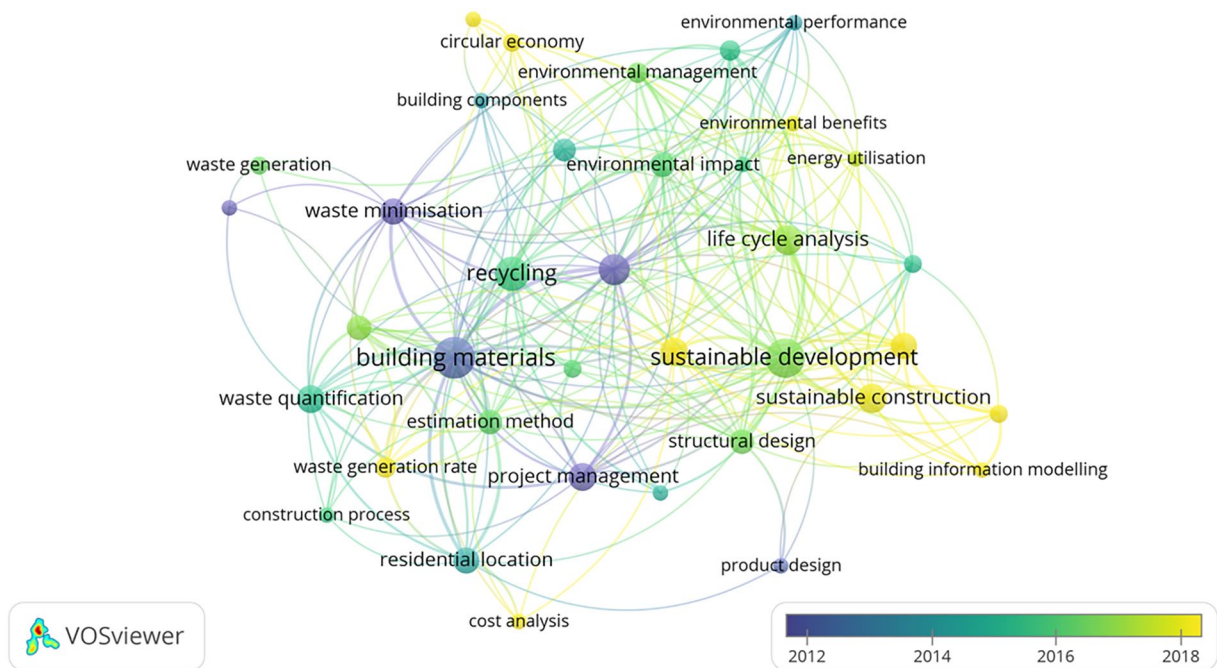 environmental performance
circular economy
environmental management
building components
environmental benefits
waste generation
environmental impact
energy utilisation
waste minimisation
life cycle analysis
recycling
building materials
sustainable development
waste quantification
sustainable construction
estimation method
structural design
waste generation rate
project management
building information modelling
construction process
residential location
product design
cost analysis
VOSviewer
2012 2014 2016 2018